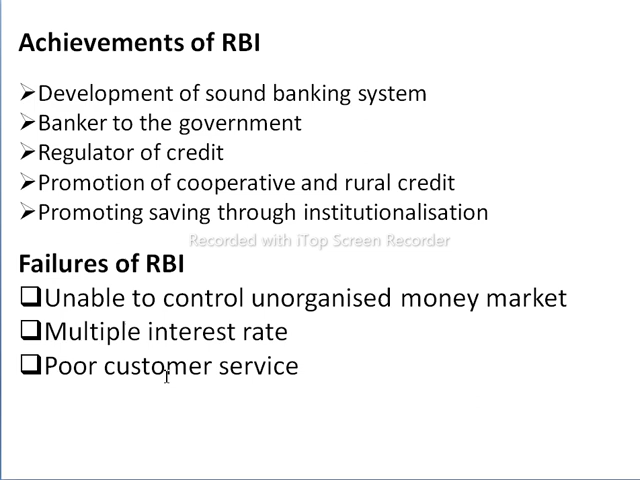 Achievements of RBI
➢Development of sound banking system
➢Banker to the government
➢Regulator of credit
➢Promotion of cooperative and rural credit
➢Promoting saving through institutionalisation
Recorded with iTop Screen Recorder
Failures of RBI
❑Unable to control unorganised money market
❑Multiple interest rate
❑Poor customer service